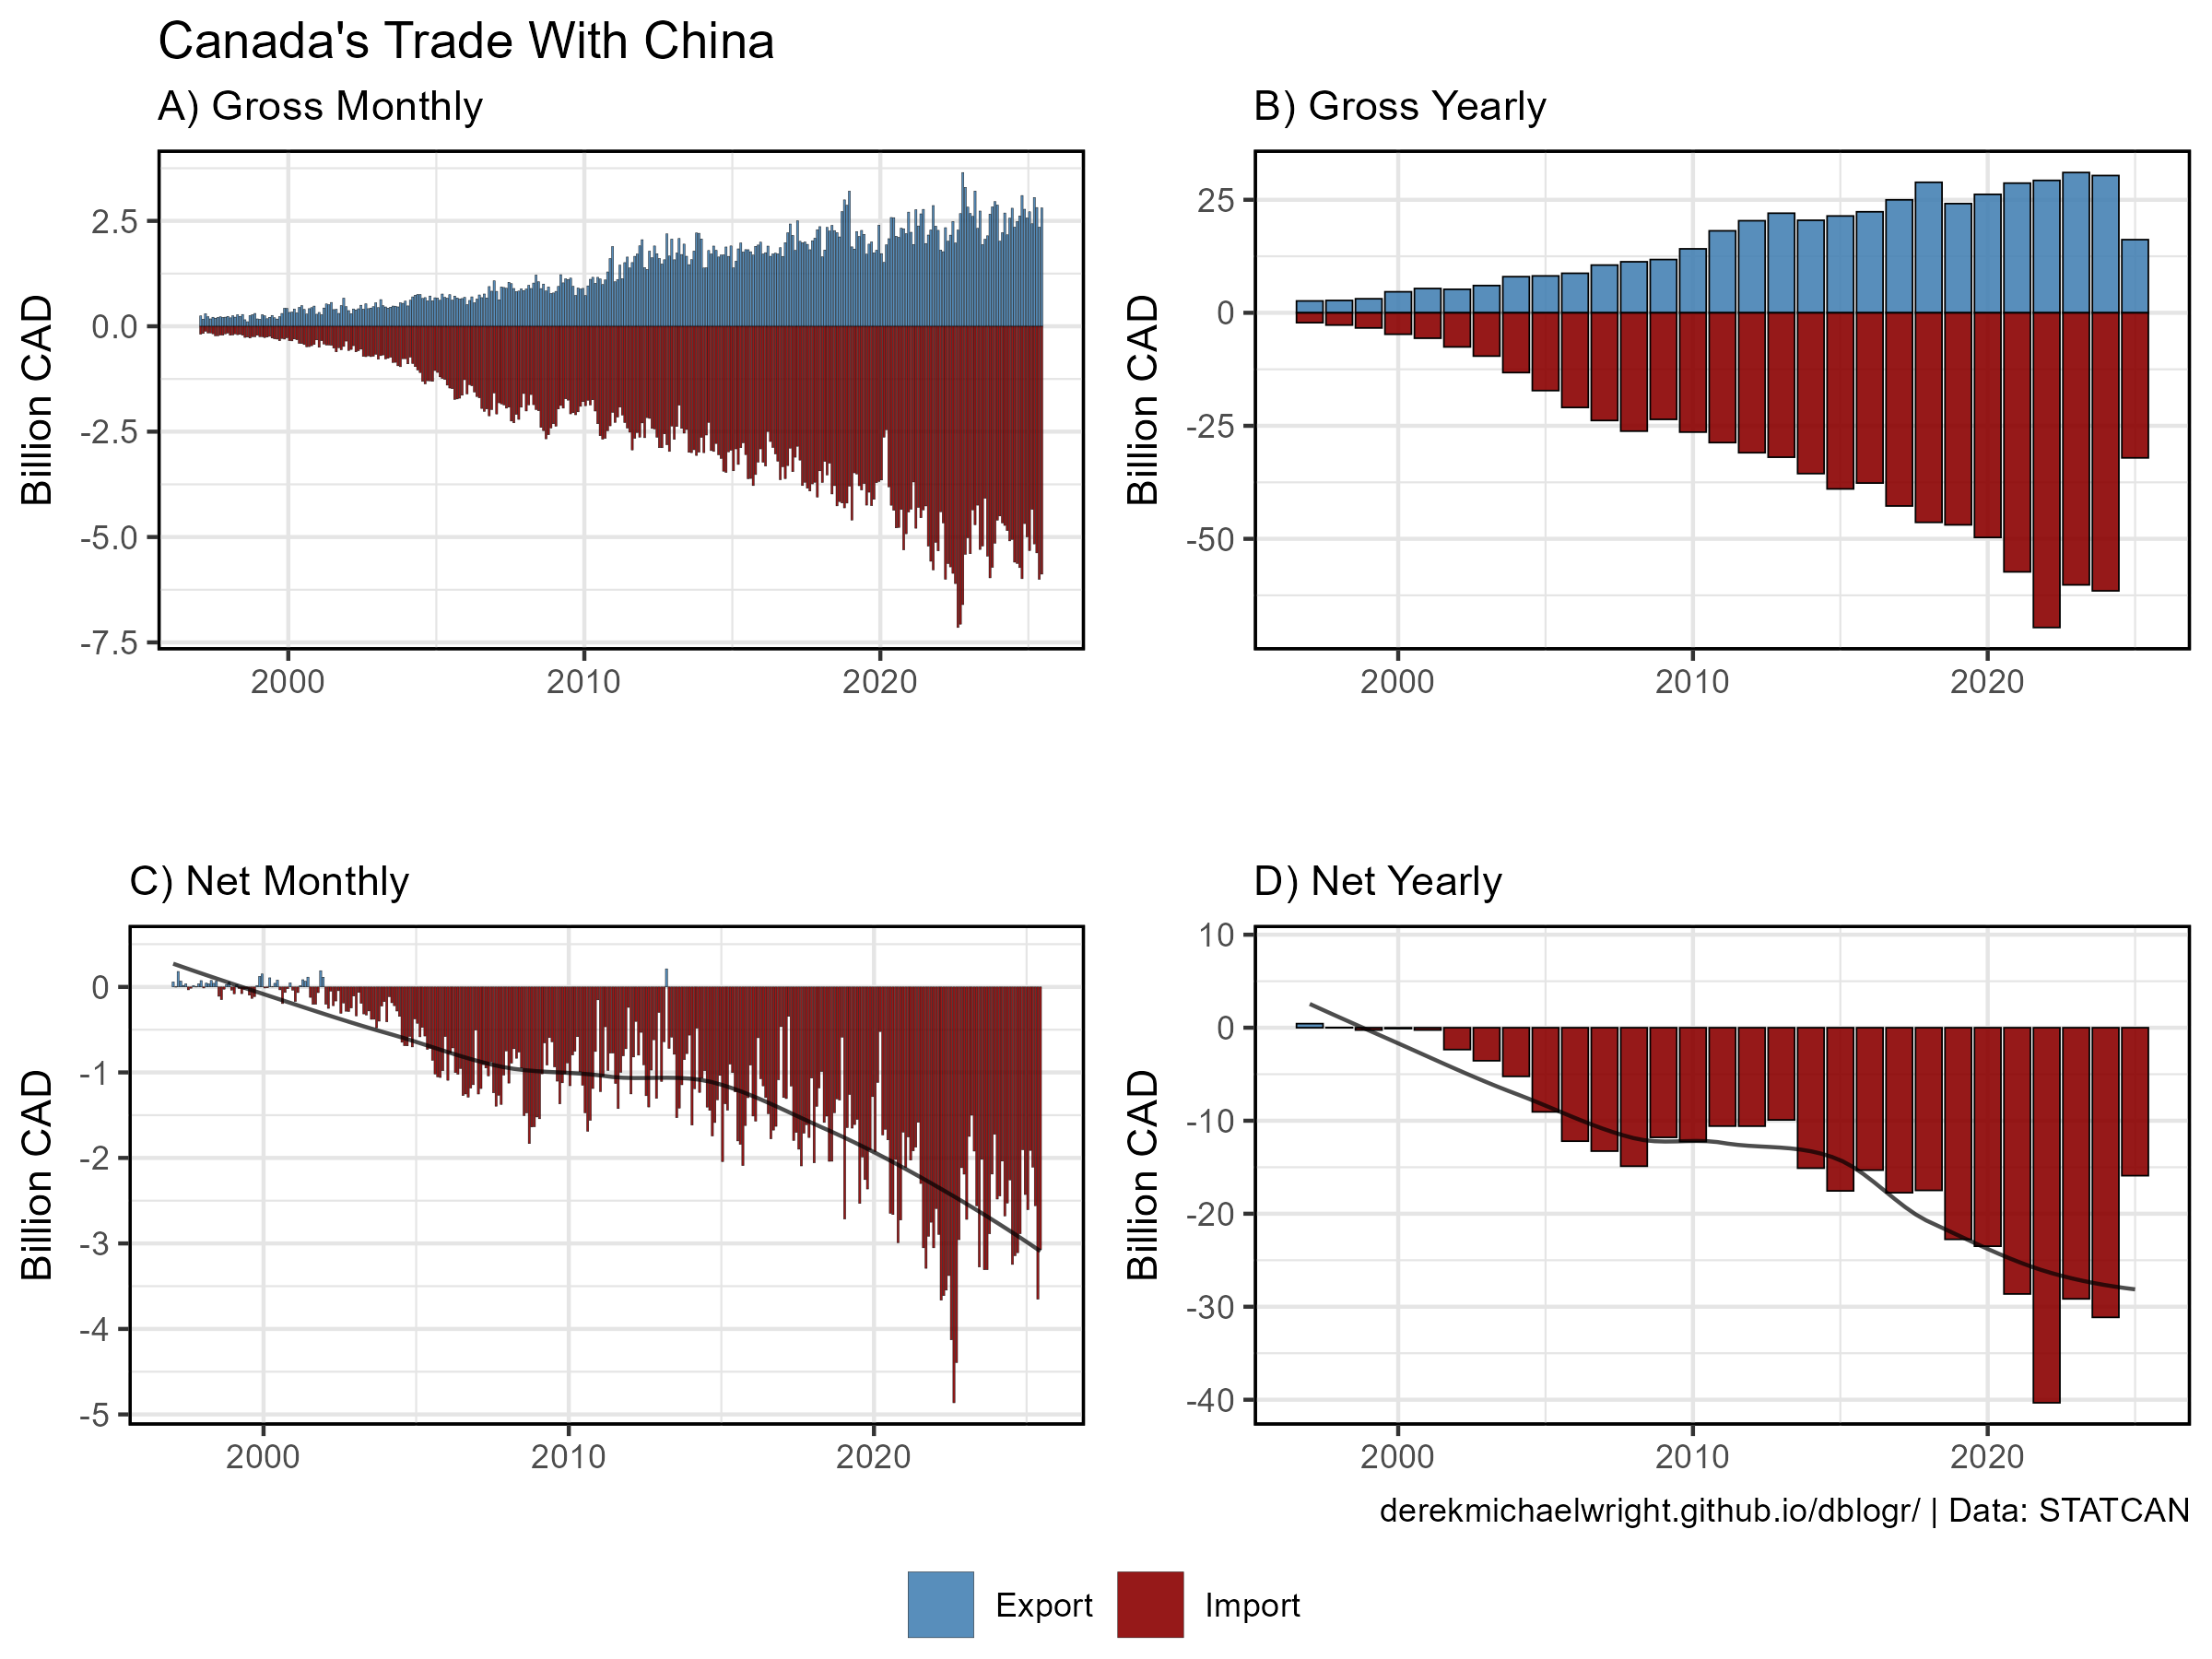 Canada's Trade With China
A) Gross Monthly
Billion CAD
2.5
0.0
-2.5
-5.0
-7.5
2000 2010 2020
B) Gross Yearly
Billion CAD
25
0
-25
-50
2000 2010 2020
C) Net Monthly
Billion CAD
0
-1
-2
-3
-4
-5
2000 2010 2020
D) Net Yearly
Billion CAD
10
0
-10
-20
-30
-40
2000 2010 2020
derekmichaelwright.github.io/dblogr/ | Data: STATCAN
Export Import